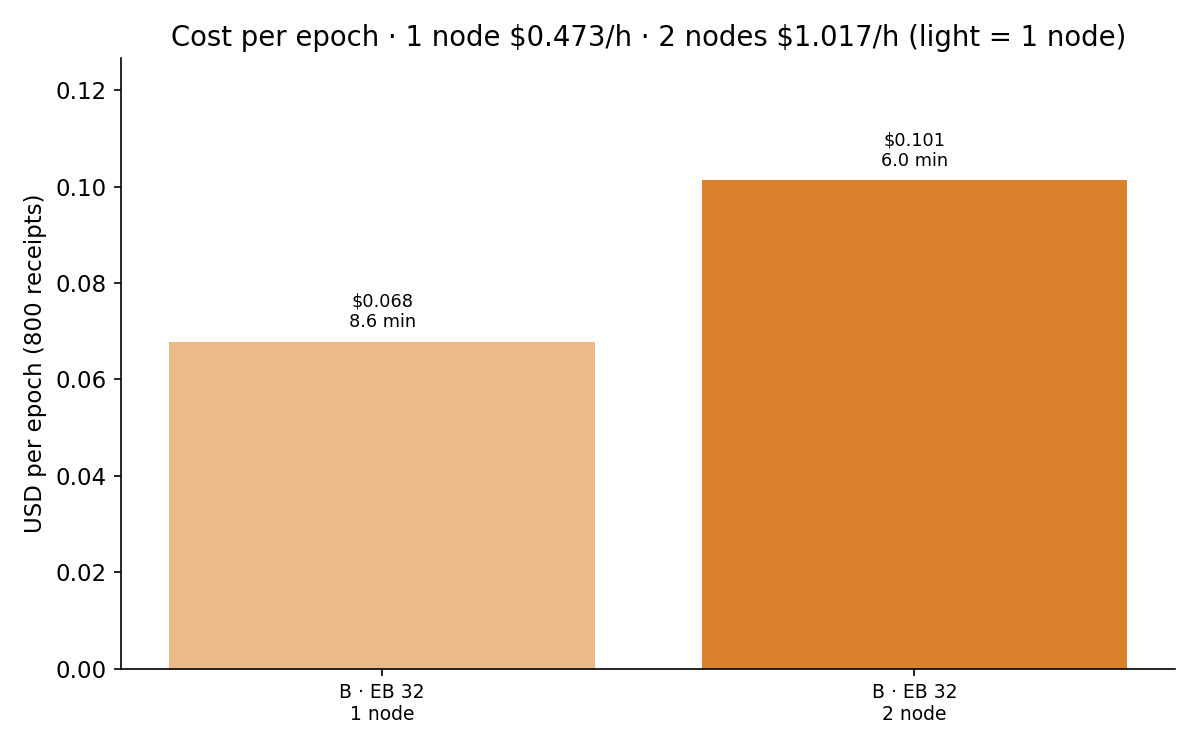 Cost per epoch · 1 node $0.473/h · 2 nodes $1.017/h (light = 1 node)
USD per epoch (800 receipts)
0.12
0.10
0.08
0.06
0.04
0.02
0.00
$0.068
8.6 min
$0.101
6.0 min
B · EB 32
1 node
B · EB 32
2 node